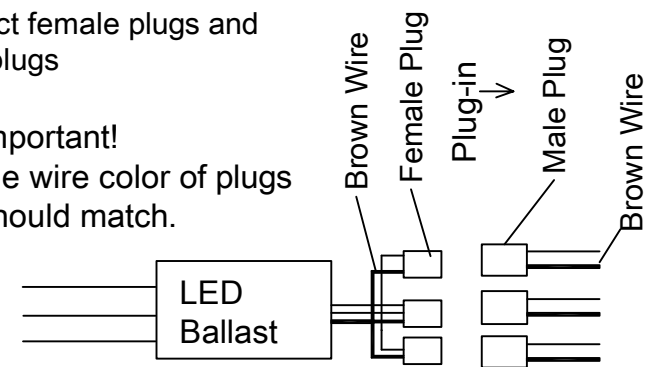 ct female plugs and
plugs
mportant!
e wire color of plugs
hould match.
Brown Wire
Female Plug
Plug-in
Male Plug
Brown Wire
LED
Ballast